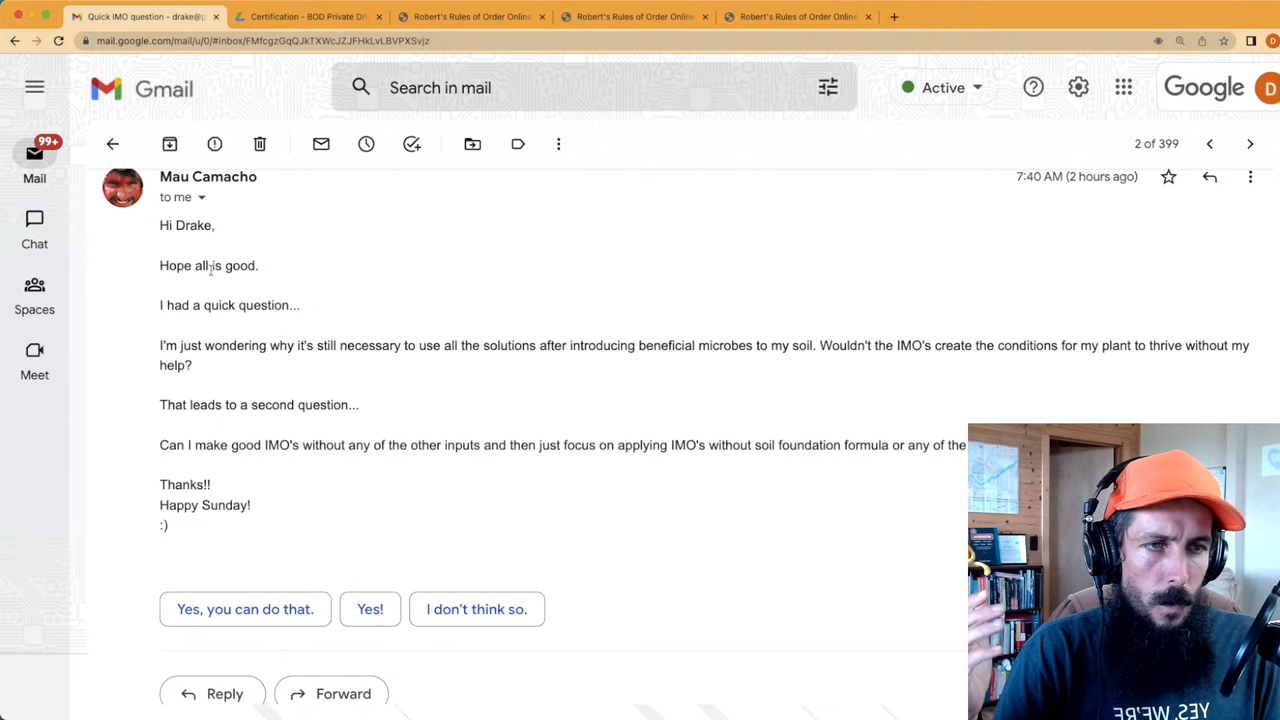 Quick IMO question - drake@p
Certification - BOD Private Dri
Robert's Rules of Order Online
Robert's Rules of Order Online
Robert's Rules of Order Online
mail.google.com/mail/u/0/#inbox/FMfcgzGqQJkTXWcJZJFHkLvLBVPXSvjz
Gmail
Search in mail
Active
Google
D
99+
Mail
Chat
Spaces
Meet
2 of 399
Mau Camacho
7:40 AM (2 hours ago)
to me
Hi Drake,
Hope all is good.
I had a quick question...
I'm just wondering why it's still necessary to use all the solutions after introducing beneficial microbes to my soil. Wouldn't the IMO's create the conditions for my plant to thrive without my
help?
That leads to a second question...
Can I make good IMO's without any of the other inputs and then just focus on applying IMO's without soil foundation formula or any of the
Thanks!!
Happy Sunday!
:)
Yes, you can do that.
Yes!
I don't think so.
Reply
Forward
YES, WE'RE